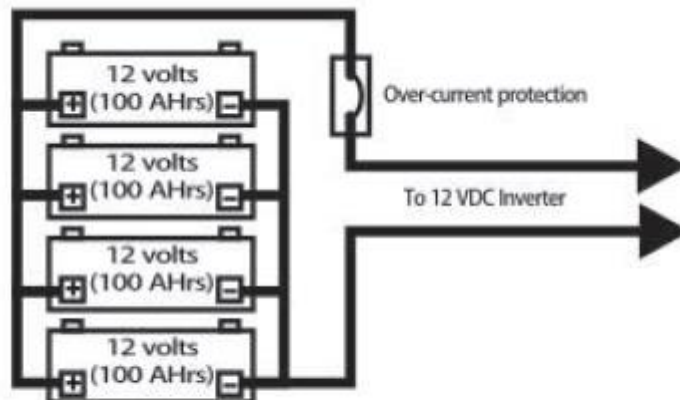 12 volts
+ (100 AHrs) −
12 volts
+ (100 AHrs) −
12 volts
+ (100 AHrs) −
12 volts
+ (100 AHrs) −
Over-current protection
To 12 VDC Inverter